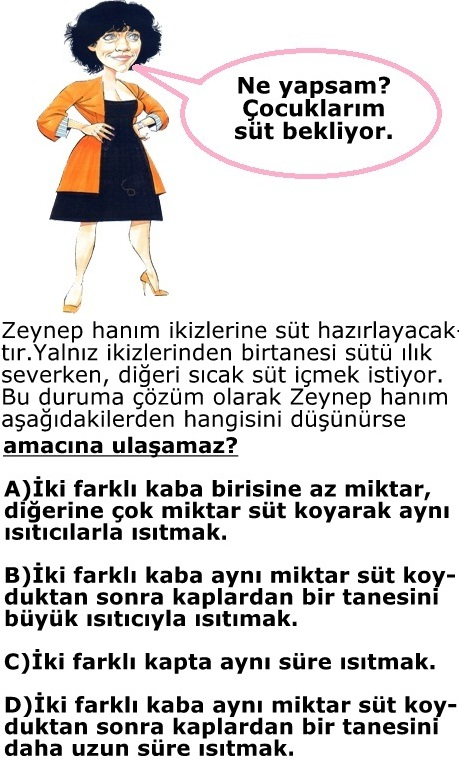 Ne yapsam?
Çocuklarım
süt bekliyor.
Zeynep hanım ikizlerine süt hazırlayacak-
tır.Yalnız ikizlerinden birtanesi sütü ılık
severken, diğeri sıcak süt içmek istiyor.
Bu duruma çözüm olarak Zeynep hanım
aşağıdakilerden hangisini düşünürse
amacına ulaşamaz?
A)İki farklı kaba birisine az miktar,
diğerine çok miktar süt koyarak aynı
ısıtıcılarla ısıtmak.
B)İki farklı kaba aynı miktar süt koy-
duktan sonra kaplardan bir tanesini
büyük ısıtıcıyla ısıtımak.
C)İki farklı kapta aynı süre ısıtmak.
D)İki farklı kaba aynı miktar süt koy-
duktan sonra kaplardan bir tanesini
daha uzun süre ısıtmak.